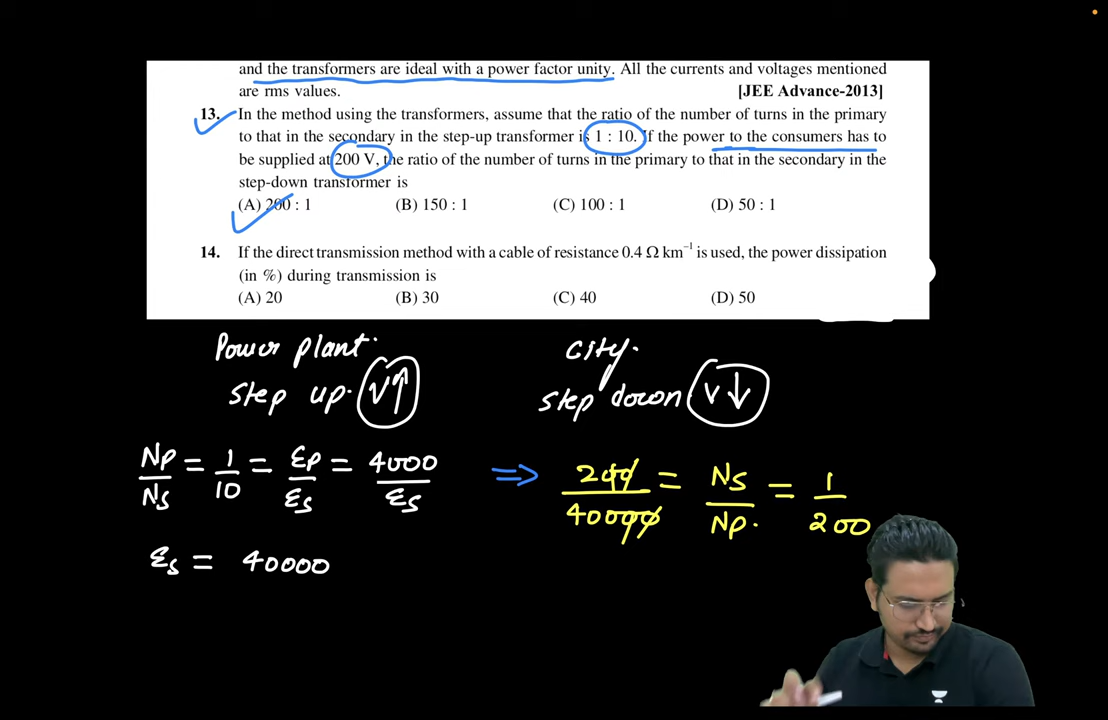 and the transformers are ideal with a power factor unity. All the currents and voltages mentioned
are rms values. [JEE Advance-2013]
13. In the method using the transformers, assume that the ratio of the number of turns in the primary
to that in the secondary in the step-up transformer is 1 : 10. If the power to the consumers has to
be supplied at 200 V, the ratio of the number of turns in the primary to that in the secondary in the
step-down transformer is
(A) 200 : 1 (B) 150 : 1 (C) 100 : 1 (D) 50 : 1
14. If the direct transmission method with a cable of resistance 0.4 Ω km⁻¹ is used, the power dissipation
(in %) during transmission is
(A) 20 (B) 30 (C) 40 (D) 50
Power plant.
step up. V↑
City.
step down V↓
Np/Ns = 1/10 = εp/εs = 4000/εs
εs = 40000
⇒ 200/40000 = Ns/Np. = 1/200